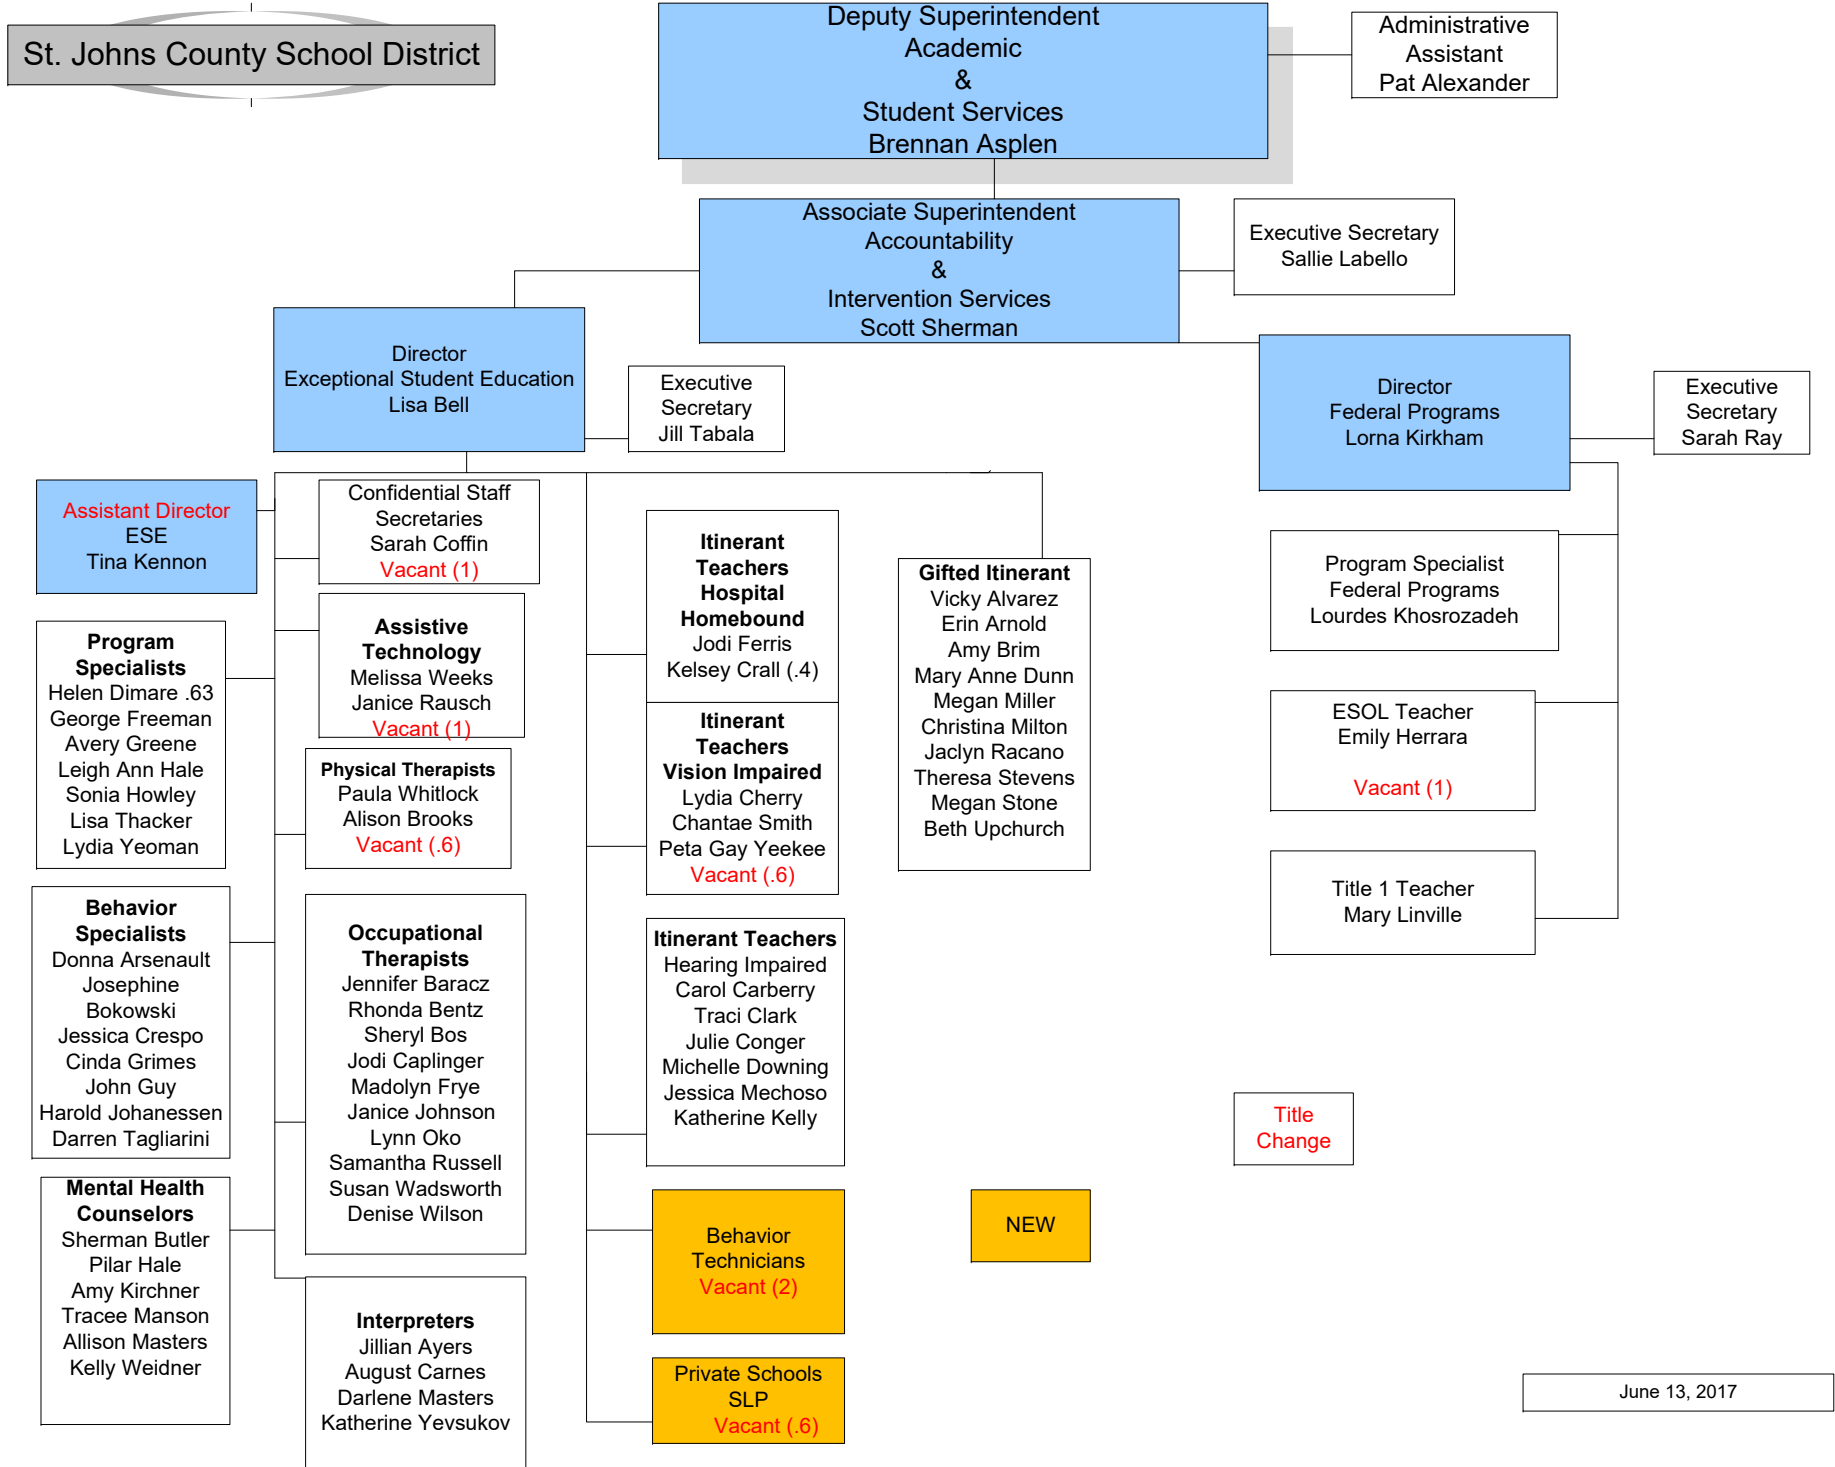 St. Johns County School District
Deputy Superintendent
Academic
&
Student Services
Brennan Asplen
Administrative
Assistant
Pat Alexander
Associate Superintendent
Accountability
&
Intervention Services
Scott Sherman
Executive Secretary
Sallie Labello
Director
Exceptional Student Education
Lisa Bell
Executive
Secretary
Jill Tabala
Director
Federal Programs
Lorna Kirkham
Executive
Secretary
Sarah Ray
Assistant Director
ESE
Tina Kennon
Program
Specialists
Helen Dimare .63
George Freeman
Avery Greene
Leigh Ann Hale
Sonia Howley
Lisa Thacker
Lydia Yeoman
Behavior
Specialists
Donna Arsenault
Josephine
Bokowski
Jessica Crespo
Cinda Grimes
John Guy
Harold Johanessen
Darren Tagliarini
Mental Health
Counselors
Sherman Butler
Pilar Hale
Amy Kirchner
Tracee Manson
Allison Masters
Kelly Weidner
Confidential Staff
Secretaries
Sarah Coffin
Vacant (1)
Assistive
Technology
Melissa Weeks
Janice Rausch
Vacant (1)
Physical Therapists
Paula Whitlock
Alison Brooks
Vacant (.6)
Occupational
Therapists
Jennifer Baracz
Rhonda Bentz
Sheryl Bos
Jodi Caplinger
Madolyn Frye
Janice Johnson
Lynn Oko
Samantha Russell
Susan Wadsworth
Denise Wilson
Interpreters
Jillian Ayers
August Carnes
Darlene Masters
Katherine Yevsukov
Itinerant
Teachers
Hospital
Homebound
Jodi Ferris
Kelsey Crall (.4)
Itinerant
Teachers
Vision Impaired
Lydia Cherry
Chantae Smith
Peta Gay Yeekee
Vacant (.6)
Itinerant Teachers
Hearing Impaired
Carol Carberry
Traci Clark
Julie Conger
Michelle Downing
Jessica Mechoso
Katherine Kelly
Behavior
Technicians
Vacant (2)
Private Schools
SLP
Vacant (.6)
Gifted Itinerant
Vicky Alvarez
Erin Arnold
Amy Brim
Mary Anne Dunn
Megan Miller
Christina Milton
Jaclyn Racano
Theresa Stevens
Megan Stone
Beth Upchurch
Program Specialist
Federal Programs
Lourdes Khosrozadeh
ESOL Teacher
Emily Herrara
Vacant (1)
Title 1 Teacher
Mary Linville
Title
Change
NEW
June 13, 2017